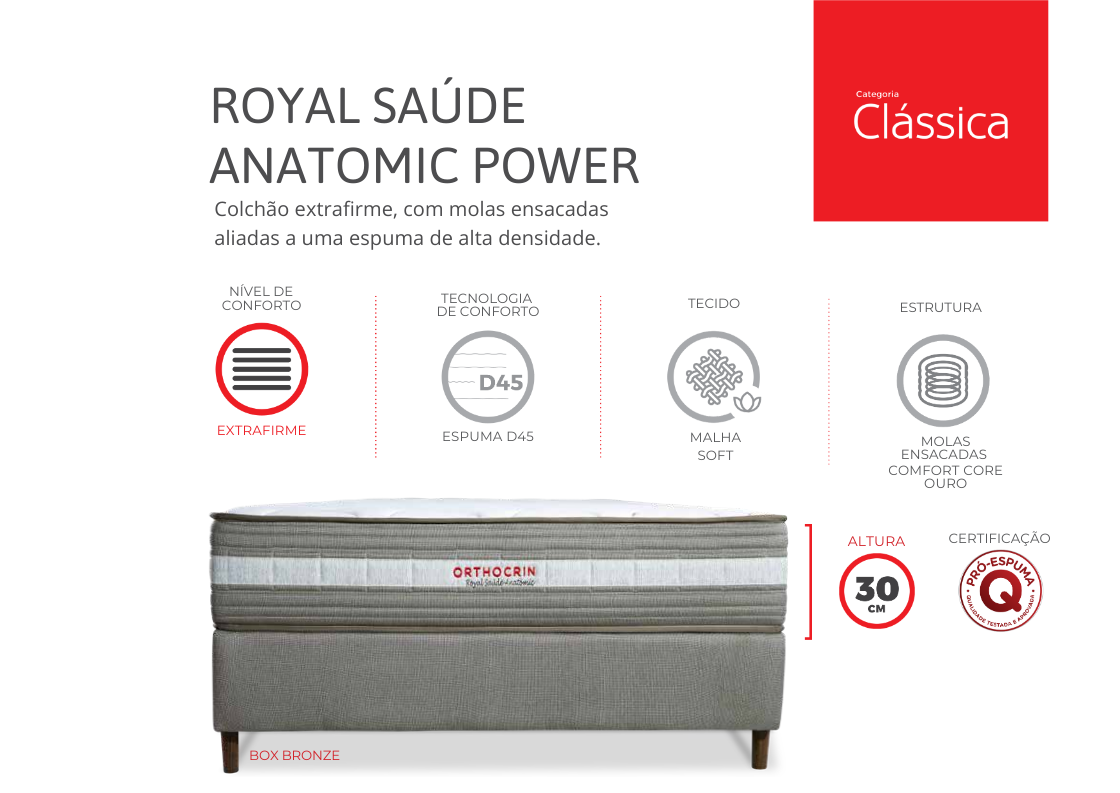 Categoria
Clássica
ROYAL SAÚDE
ANATOMIC POWER
Colchão extrafirme, com molas ensacadas
aliadas a uma espuma de alta densidade.
NÍVEL DE
CONFORTO
EXTRAFIRME
TECNOLOGIA
DE CONFORTO
D45
ESPUMA D45
TECIDO
MALHA
SOFT
ESTRUTURA
MOLAS
ENSACADAS
COMFORT CORE
OURO
ORTHOCRIN
Royal Saúde Anatomic
ALTURA
30
CM
CERTIFICAÇÃO
PRÓ-ESPUMA
Q
QUALIDADE TESTADA E APROVADA
BOX BRONZE